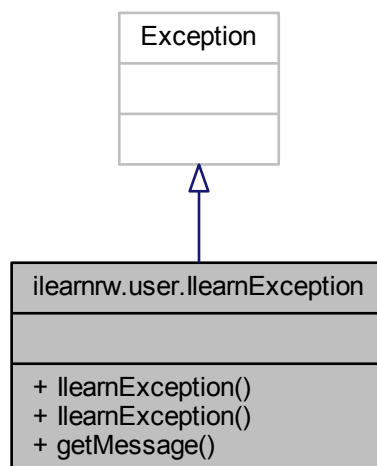 Exception
ilearnrw.user.IlearnException
+ IlearnException()
+ IlearnException()
+ getMessage()